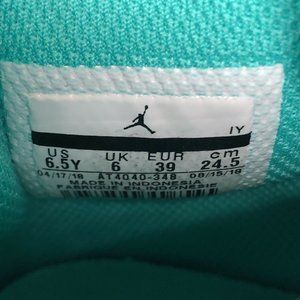 IY
US UK EUR cm
6.5Y 6 39 24.5
04/17/18 AT4040-348 08/15/18
MADE IN INDONESIA
FABRIQUÉ EN INDONESIE